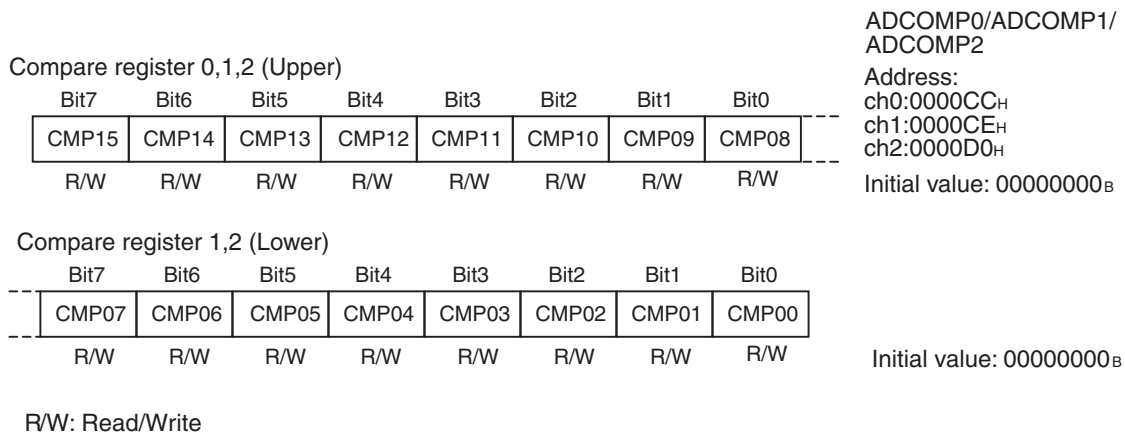 ADCOMP0/ADCOMP1/
ADCOMP2
Compare register 0,1,2 (Upper)
Address:
Bit7 Bit6 Bit5 Bit4 Bit3 Bit2 Bit1 Bit0
ch0:0000CCH
CMP15 CMP14 CMP13 CMP12 CMP11 CMP10 CMP09 CMP08
ch1:0000CEH
ch2:0000D0H
R/W R/W R/W R/W R/W R/W R/W R/W
Initial value: 00000000B
Compare register 1,2 (Lower)
Bit7 Bit6 Bit5 Bit4 Bit3 Bit2 Bit1 Bit0
CMP07 CMP06 CMP05 CMP04 CMP03 CMP02 CMP01 CMP00
R/W R/W R/W R/W R/W R/W R/W R/W
Initial value: 00000000B
R/W: Read/Write